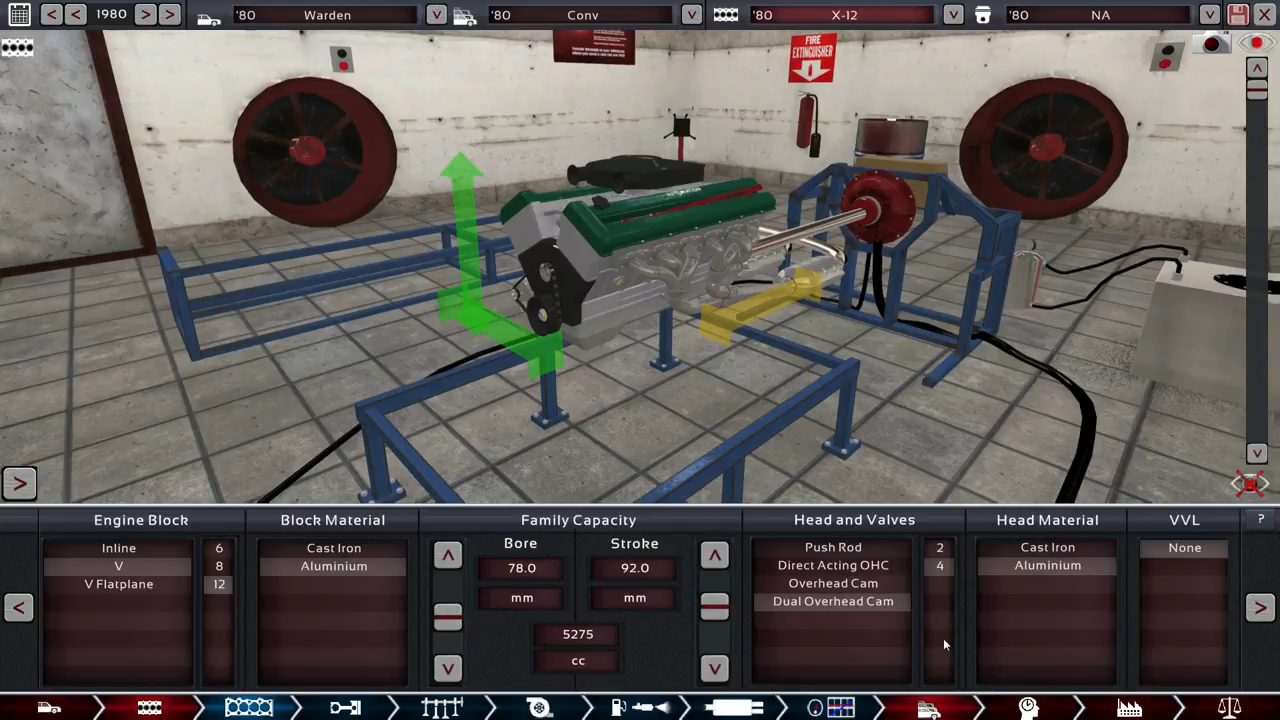 1980 '80 Warden '80 Conv '80 X-12 '80 NA
FIRE
EXTINGUISHER
AUTOMATION
Engine Block Block Material Family Capacity Head and Valves Head Material VVL ?
Inline 6 Cast Iron Bore Stroke Push Rod 2 Cast Iron None
V 8 Aluminium 78.0 92.0 Direct Acting OHC 4 Aluminium
V Flatplane 12 mm mm Overhead Cam
Dual Overhead Cam
5275
cc